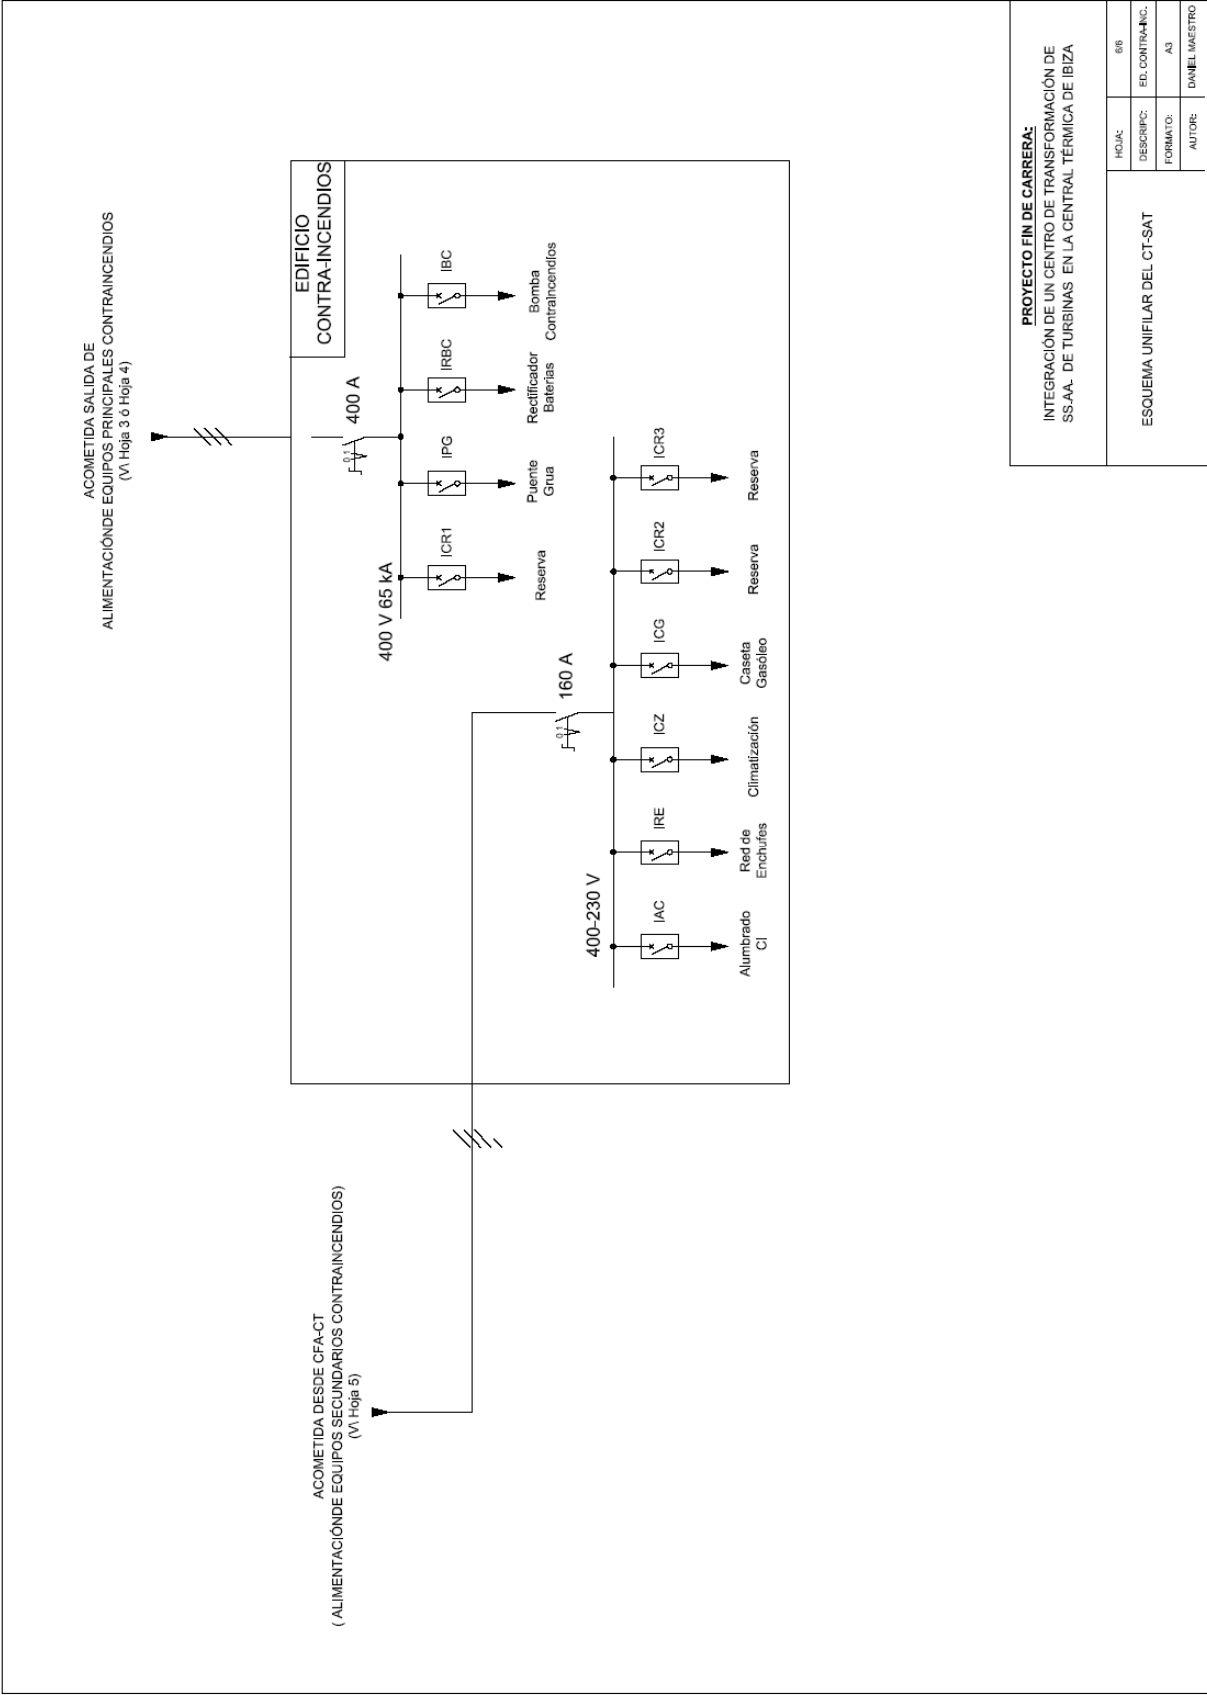 ACOMETIDA SALIDA DE
ALIMENTACIÓNDE EQUIPOS PRINCIPALES CONTRAINCENDIOS
(V\ Hoja 3 ó Hoja 4)
ACOMETIDA DESDE CFA-CT
( ALIMENTACIÓNDE EQUIPOS SECUNDARIOS CONTRAINCENDIOS)
(V\ Hoja 5)
EDIFICIO
CONTRA-INCENDIOS
0 1
400 A
400 V 65 kA
ICR1
IPG
IRBC
IBC
Reserva
Puente
Grua
Rectificador
Baterias
Bomba
ContraIncendIos
0 1
160 A
400-230 V
IAC
IRE
ICZ
ICG
ICR2
ICR3
Alumbrado
CI
Red de
Enchufes
Climatización
Caseta
Gasóleo
Reserva
Reserva
PROYECTO FIN DE CARRERA:
INTEGRACIÓN DE UN CENTRO DE TRANSFORMACIÓN DE
SS.AA. DE TURBINAS EN LA CENTRAL TÉRMICA DE IBIZA
ESQUEMA UNIFILAR DEL CT-SAT
HOJA: 6/6
DESCRIPC: ED. CONTRA-INC.
FORMATO: A3
AUTOR: DANIEL MAESTRO